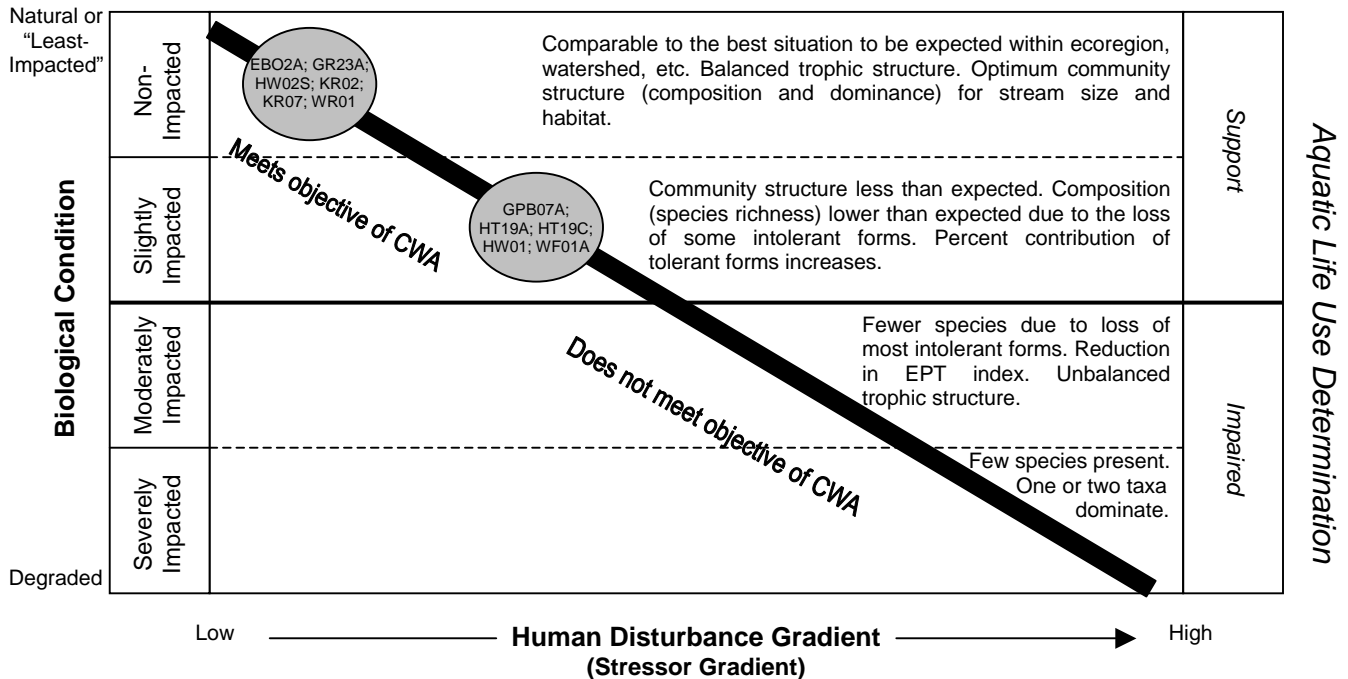 Natural or
“Least-
Impacted”
Degraded
Biological Condition
Non-
Impacted
Slightly
Impacted
Moderately
Impacted
Severely
Impacted
EBO2A; GR23A;
HW02S; KR02;
KR07; WR01
Comparable to the best situation to be expected within ecoregion,
watershed, etc. Balanced trophic structure. Optimum community
structure (composition and dominance) for stream size and
habitat.
Meets objective of CWA
GPB07A;
HT19A; HT19C;
HW01; WF01A
Community structure less than expected. Composition
(species richness) lower than expected due to the loss
of some intolerant forms. Percent contribution of
tolerant forms increases.
Does not meet objective of CWA
Fewer species due to loss of
most intolerant forms. Reduction
in EPT index. Unbalanced
trophic structure.
Few species present.
One or two taxa
dominate.
Support
Impaired
Aquatic Life Use Determination
Low
Human Disturbance Gradient
(Stressor Gradient)
High